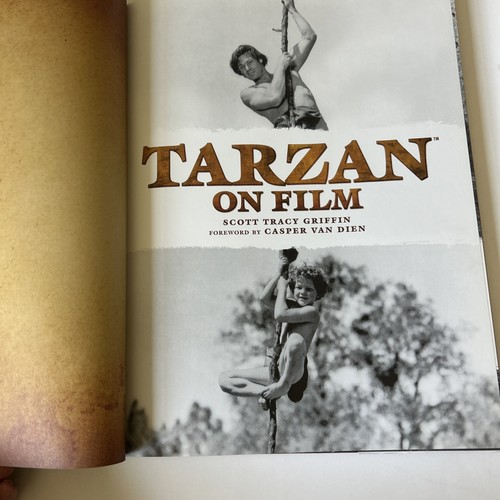 TARZAN™
ON FILM
SCOTT TRACY GRIFFIN
FOREWORD BY CASPER VAN DIEN